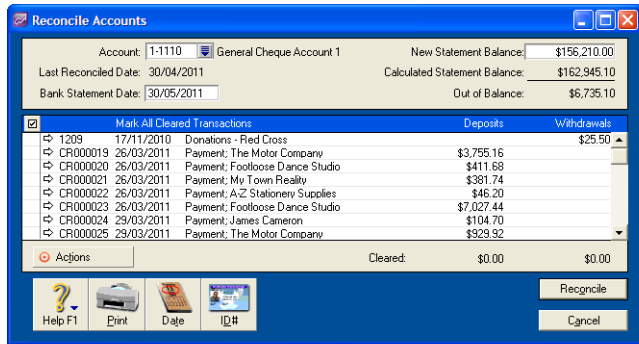 Reconcile Accounts
Account: 1-1110 General Cheque Account 1 New Statement Balance: $156,210.00
Last Reconciled Date: 30/04/2011 Calculated Statement Balance: $162,945.10
Bank Statement Date: 30/05/2011 Out of Balance: $6,735.10
Mark All Cleared Transactions Deposits Withdrawals
1209 17/11/2010 Donations - Red Cross $25.50
CR000019 26/03/2011 Payment; The Motor Company $3,755.16
CR000020 26/03/2011 Payment; Footloose Dance Studio $411.68
CR000021 26/03/2011 Payment; My Town Reality $381.74
CR000022 26/03/2011 Payment; A-Z Stationery Supplies $46.20
CR000023 26/03/2011 Payment; Footloose Dance Studio $7,027.44
CR000024 29/03/2011 Payment; James Cameron $104.70
CR000025 29/03/2011 Payment; The Motor Company $929.92
Actions Cleared: $0.00 $0.00
Help F1 Print Date ID# Reconcile
Cancel